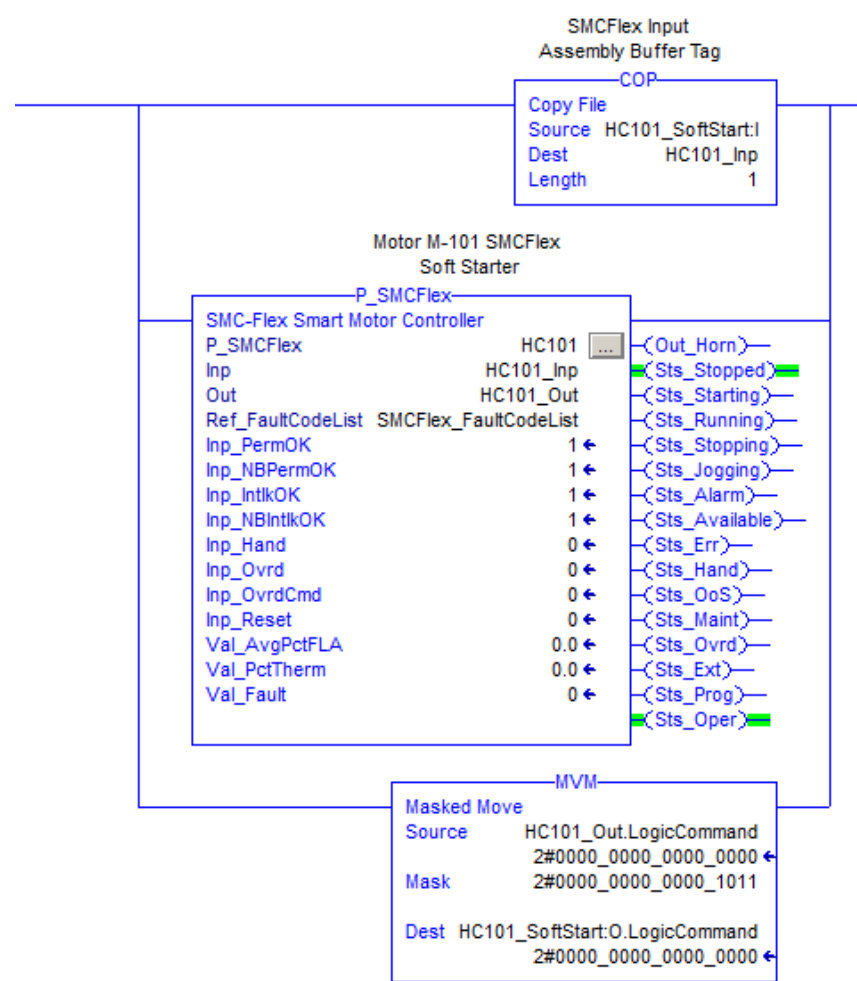 SMCFlex Input
Assembly Buffer Tag
COP
Copy File
Source HC101_SoftStart:I
Dest HC101_Inp
Length 1
Motor M-101 SMCFlex
Soft Starter
P_SMCFlex
SMC-Flex Smart Motor Controller
P_SMCFlex HC101 ... (Out_Horn)
Inp HC101_Inp (Sts_Stopped)
Out HC101_Out (Sts_Starting)
Ref_FaultCodeList SMCFlex_FaultCodeList (Sts_Running)
Inp_PermOK 1 (Sts_Stopping)
Inp_NBPermOK 1 (Sts_Jogging)
Inp_IntlkOK 1 (Sts_Alarm)
Inp_NBIntlkOK 1 (Sts_Available)
Inp_Hand 0 (Sts_Err)
Inp_Ovrd 0 (Sts_Hand)
Inp_OvrdCmd 0 (Sts_OoS)
Inp_Reset 0 (Sts_Maint)
Val_AvgPctFLA 0.0 (Sts_Ovrd)
Val_PctTherm 0.0 (Sts_Ext)
Val_Fault 0 (Sts_Prog)
(Sts_Oper)
MVM
Masked Move
Source HC101_Out.LogicCommand
2#0000_0000_0000_0000
Mask 2#0000_0000_0000_1011
Dest HC101_SoftStart:O.LogicCommand
2#0000_0000_0000_0000